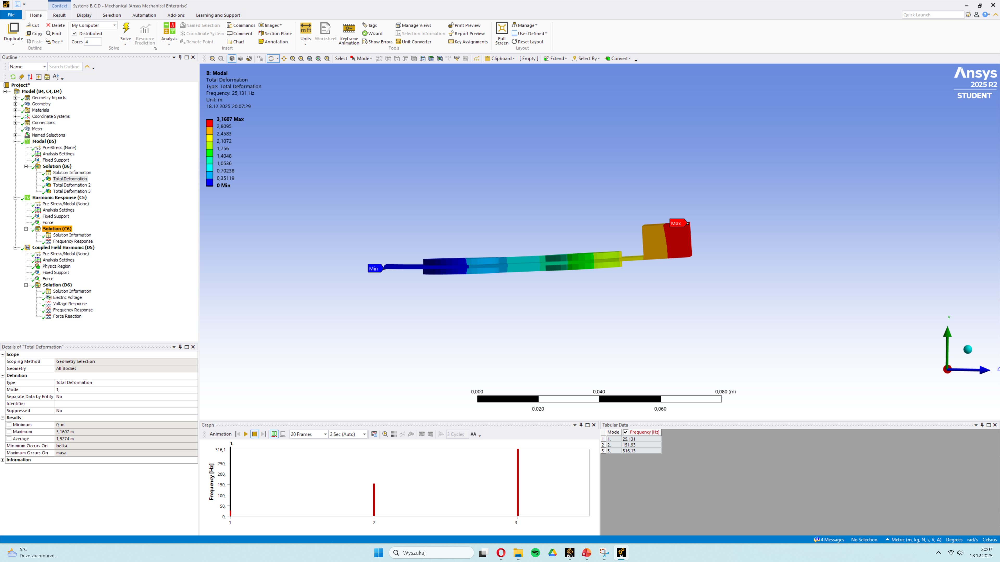 Context Systems B,C,D - Mechanical [Ansys Mechanical Enterprise]
File Home Result Display Selection Automation Add-ons Learning and Support Quick Launch
Duplicate
Cut Delete
Copy Find
Paste Tree
Outline
My Computer
Distributed
Cores 4
Solve
Resource Prediction
Solve
Analysis
Named Selection Commands Images
Coordinate System Comment Section Plane
Remote Point Chart Annotation
Insert
Units
Worksheet
Keyframe Animation
Tags Manage Views Print Preview
Wizard Selection Information Report Preview
Show Errors Unit Converter Key Assignments
Tools
Full Screen
Manage
User Defined
Reset Layout
Layout
Outline
Name Search Outline
Select Mode Clipboard [ Empty ] Extend Select By Convert
Project*
Model (B4, C4, D4)
Geometry Imports
Geometry
Materials
Coordinate Systems
Connections
Mesh
Named Selections
Modal (B5)
Pre-Stress (None)
Analysis Settings
Fixed Support
Solution (B6)
Solution Information
Total Deformation
Total Deformation 2
Total Deformation 3
Harmonic Response (C5)
Pre-Stress/Modal (None)
Analysis Settings
Fixed Support
Force
Solution (C6)
Solution Information
Frequency Response
Coupled Field Harmonic (D5)
Pre-Stress/Modal (None)
Analysis Settings
Physics Region
Fixed Support
Force
Solution (D6)
Solution Information
Electric Voltage
Voltage Response
Frequency Response
Force Reaction
B: Modal
Total Deformation
Type: Total Deformation
Frequency: 25,131 Hz
Unit: m
18.12.2025 20:07:29
3,1607 Max
2,8095
2,4583
2,1072
1,756
1,4048
1,0536
0,70238
0,35119
0 Min
Ansys
2025 R2
STUDENT
Max
Min
Y
Z
0,000 0,040 0,080 (m)
0,020 0,060
Details of "Total Deformation"
Scope
Scoping Method Geometry Selection
Geometry All Bodies
Definition
Type Total Deformation
Mode 1,
Separate Data by Entity No
Identifier
Suppressed No
Results
Minimum 0, m
Maximum 3,1607 m
Average 1,5274 m
Minimum Occurs On belka
Maximum Occurs On masa
Information
Graph
Animation 20 Frames 2 Sec (Auto) 3 Cycles AA
1,
Frequency [Hz]
316,1
250,
200,
150,
100,
50,
0,
1 2 3
Tabular Data
Mode Frequency [Hz]
1 1, 25,131
2 2, 151,93
3 3, 316,13
4 Messages No Selection Metric (m, kg, N, s, V, A) Degrees rad/s Celsius
5°C
Duże zachmurze...
Wyszukaj
20:07
18.12.2025